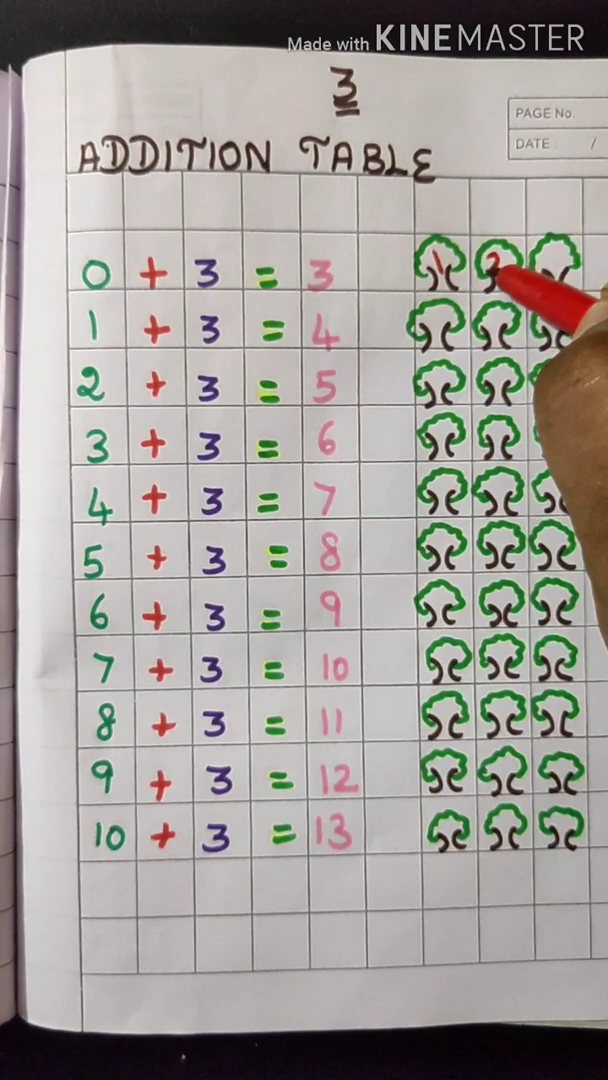 Made with KINEMASTER
3
PAGE No.
DATE /
ADDITION TABLE
0 + 3 = 3 1 2
1 + 3 = 4
2 + 3 = 5
3 + 3 = 6
4 + 3 = 7
5 + 3 = 8
6 + 3 = 9
7 + 3 = 10
8 + 3 = 11
9 + 3 = 12
10 + 3 = 13